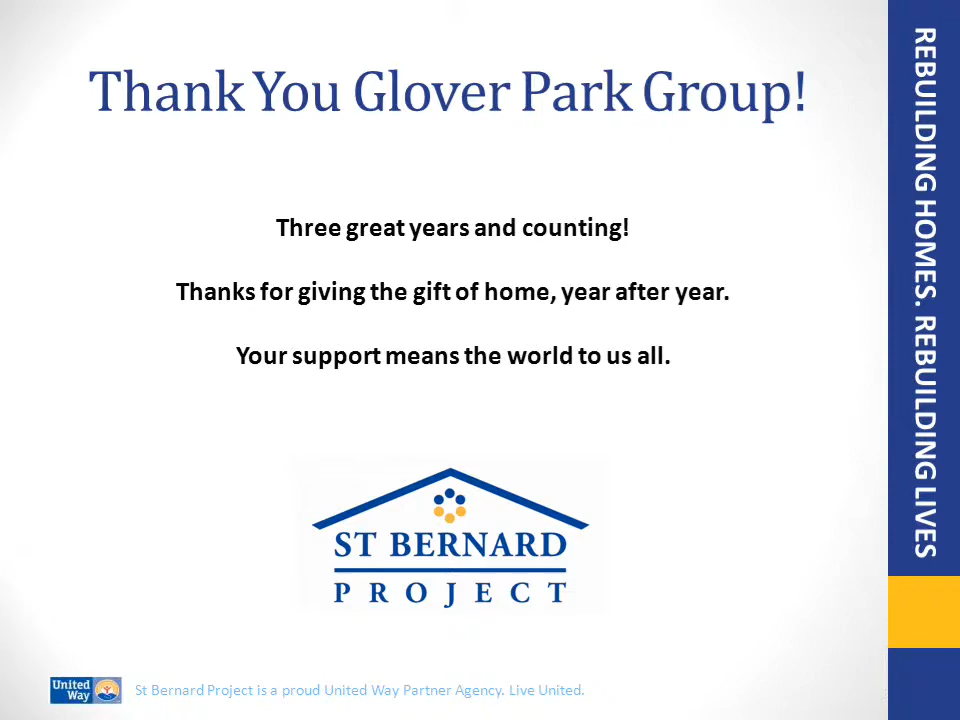 Thank You Glover Park Group!
Three great years and counting!
Thanks for giving the gift of home, year after year.
Your support means the world to us all.
ST BERNARD
PROJECT
United
Way
St Bernard Project is a proud United Way Partner Agency. Live United.
REBUILDING HOMES. REBUILDING LIVES